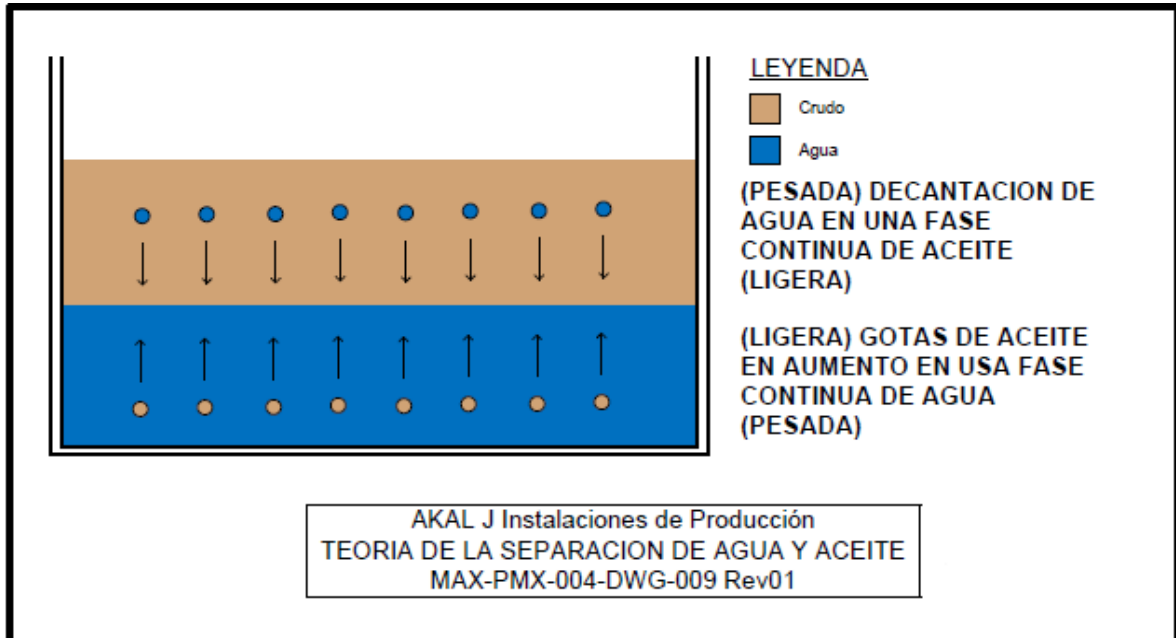 LEYENDA
Crudo
Agua
(PESADA) DECANTACION DE
AGUA EN UNA FASE
CONTINUA DE ACEITE
(LIGERA)
(LIGERA) GOTAS DE ACEITE
EN AUMENTO EN USA FASE
CONTINUA DE AGUA
(PESADA)
AKAL J Instalaciones de Producción
TEORIA DE LA SEPARACION DE AGUA Y ACEITE
MAX-PMX-004-DWG-009 Rev01